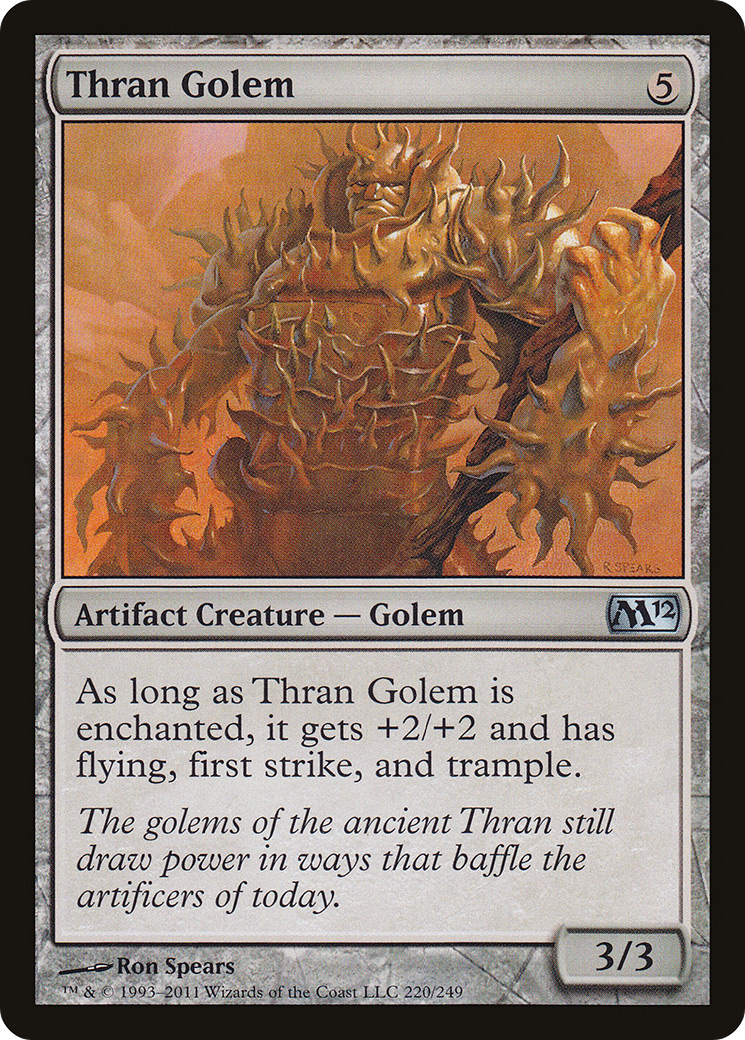 Thran Golem
5
R. SPEARS
Artifact Creature — Golem
M12
As long as Thran Golem is
enchanted, it gets +2/+2 and has
flying, first strike, and trample.
The golems of the ancient Thran still
draw power in ways that baffle the
artificers of today.
3/3
Ron Spears
™ & © 1993–2011 Wizards of the Coast LLC 220/249